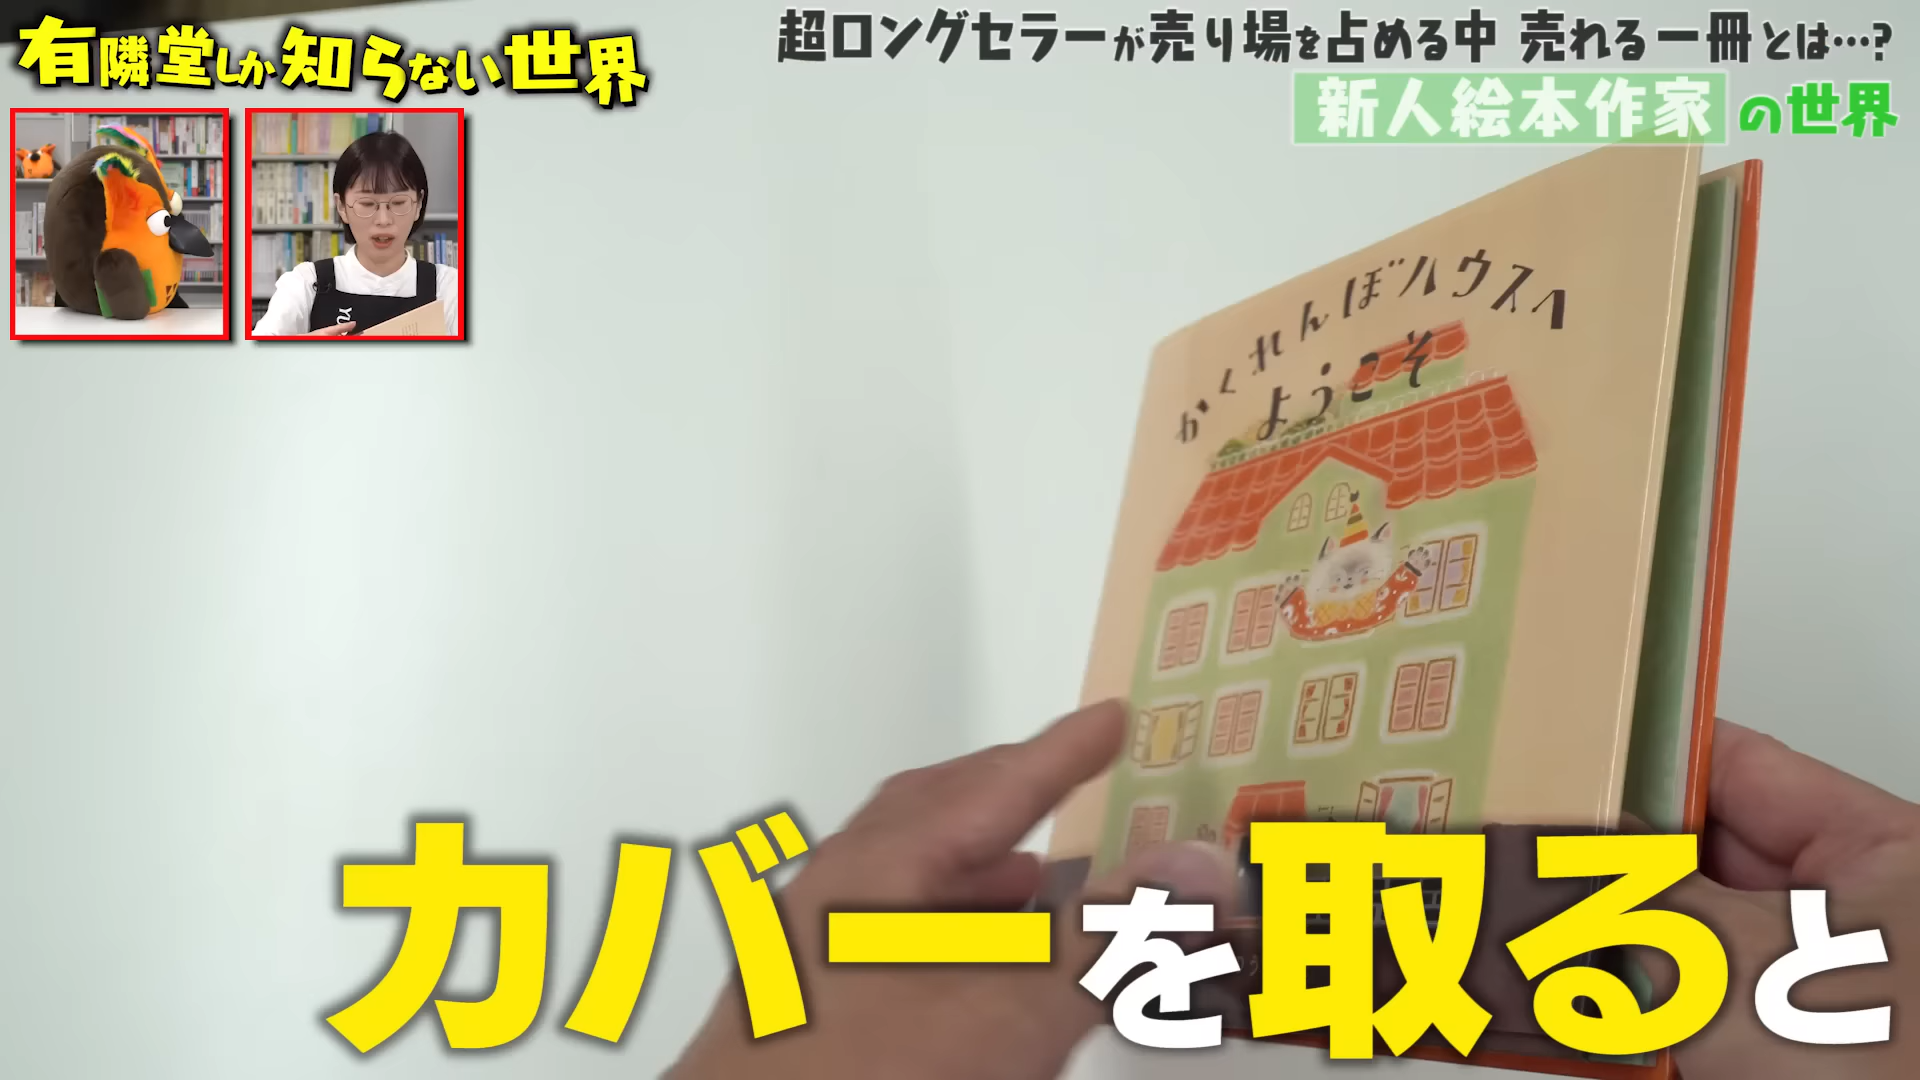 有隣堂しか知らない世界
超ロングセラーが売り場を占める中 売れる一冊とは…?
新人絵本作家の世界
かくれんぼハウスへ
ようこそ
カバーを取ると